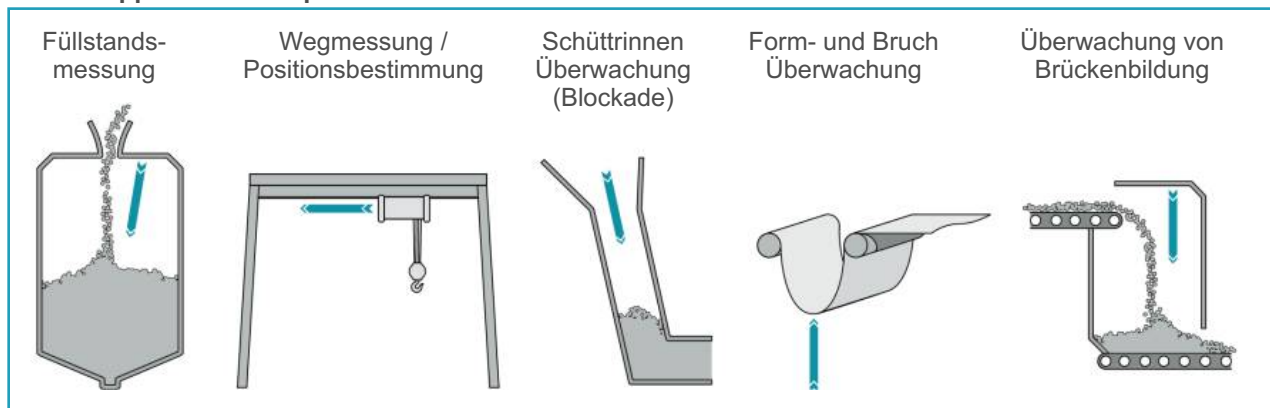 Füllstands-
messung
Wegmessung /
Positionsbestimmung
Schüttrinnen
Überwachung
(Blockade)
Form- und Bruch
Überwachung
Überwachung von
Brückenbildung